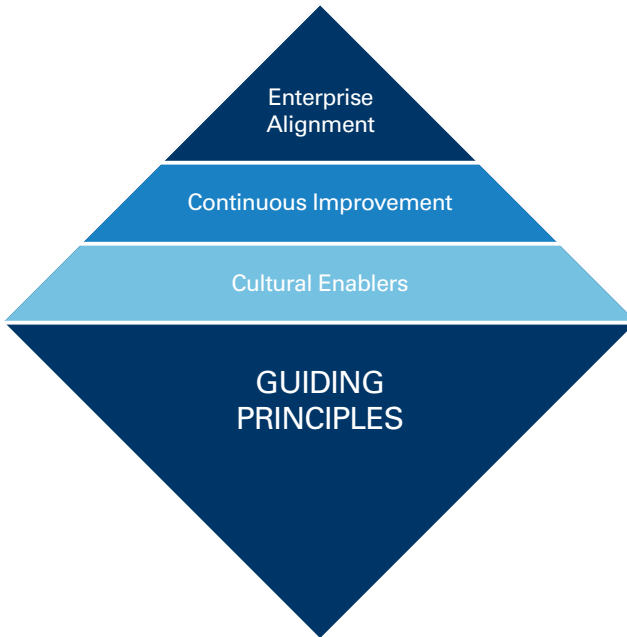 Enterprise
Alignment
Continuous Improvement
Cultural Enablers
GUIDING
PRINCIPLES